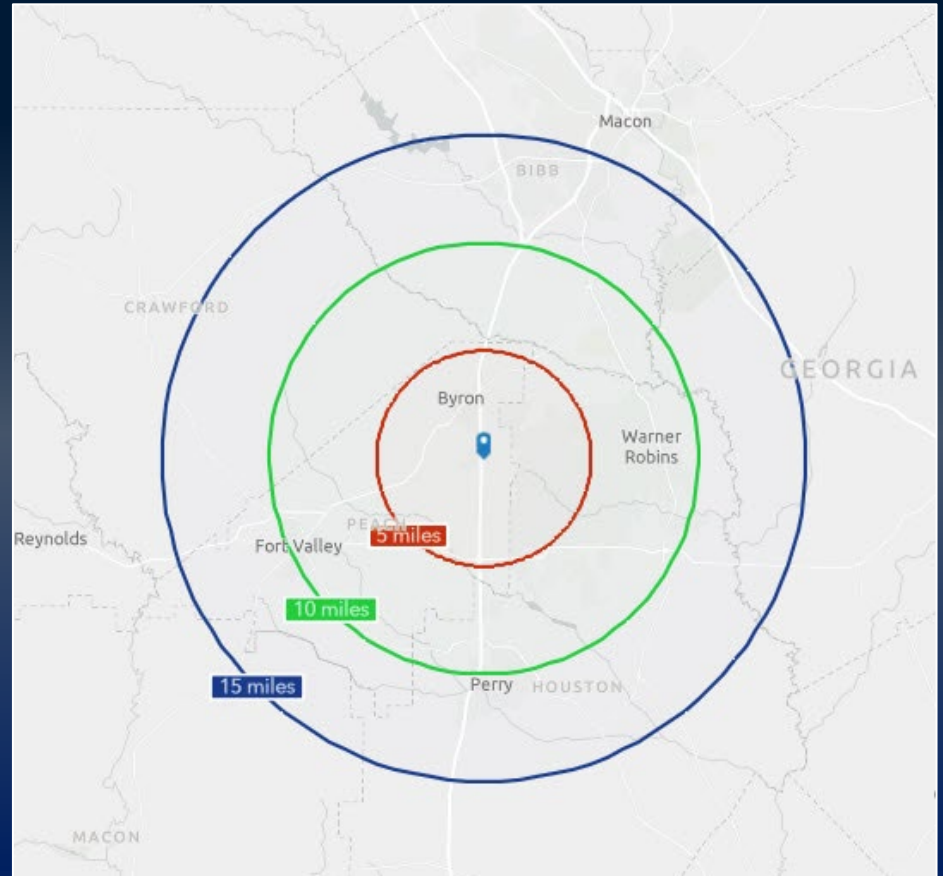 Macon
BIBB
CRAWFORD
GEORGIA
Byron
Warner
Robins
PEACH
5 miles
Reynolds
Fort Valley
10 miles
15 miles
Perry
HOUSTON
MACON